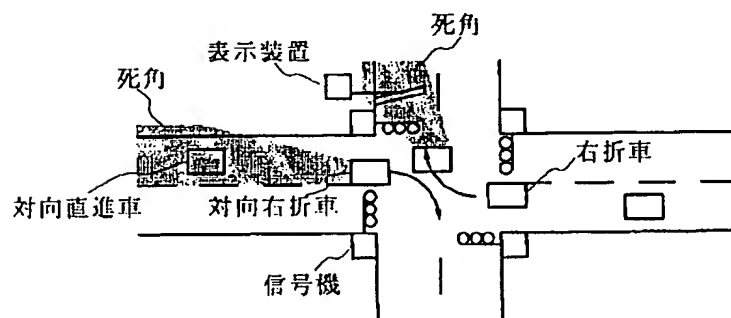 死角
表示装置
死角
右折車
対向直進車
対向右折車
信号機